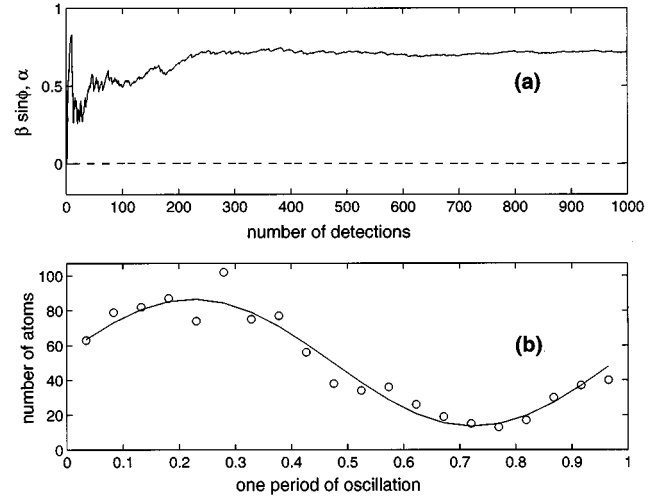 1
0.5
0
β sinϕ, α
(a)
0 100 200 300 400 500 600 700 800 900 1000
number of detections
100
80
60
40
20
0
number of atoms
(b)
0 0.1 0.2 0.3 0.4 0.5 0.6 0.7 0.8 0.9 1
one period of oscillation